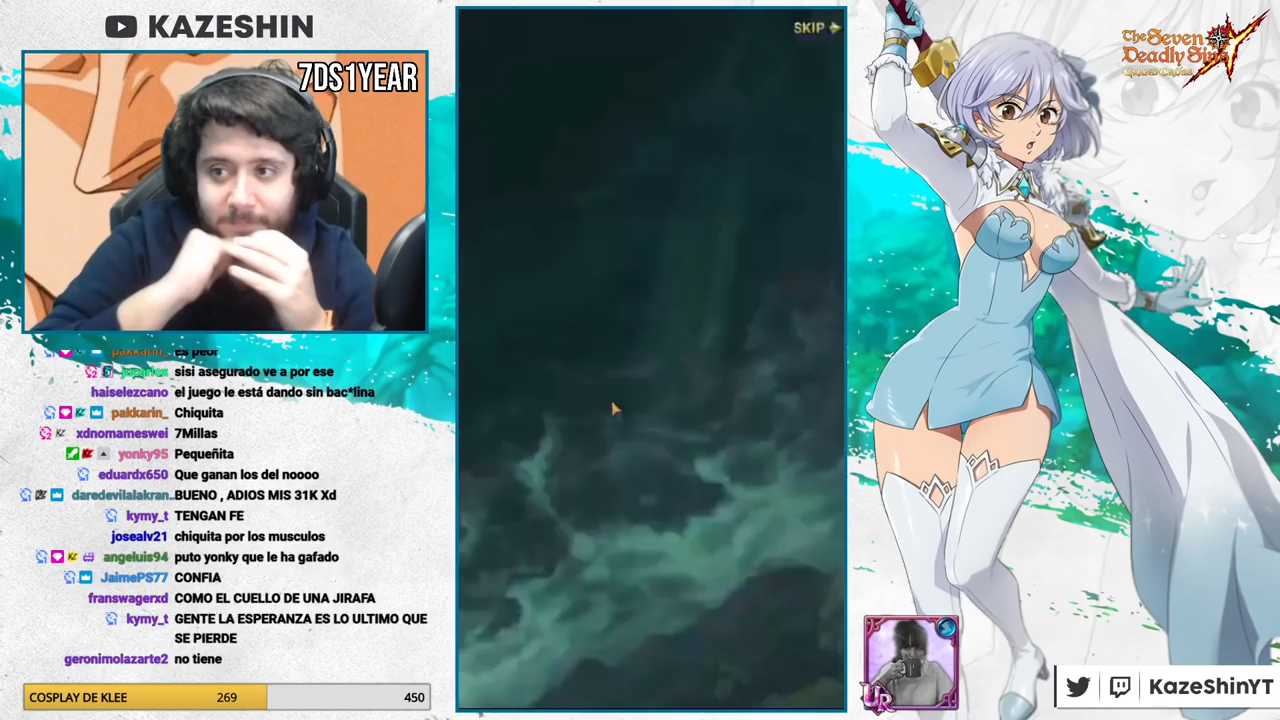 KAZESHIN
7DS1YEAR
SKIP
The Seven
Deadly Sins
GRAND CROSS
pakkarin_ Es peor
sisi asegurado ve a por ese
haiselezcano el juego le está dando sin bac*lina
pakkarin_ Chiquita
xdnomameswei 7Millas
yonky95 Pequeñita
eduardx650 Que ganan los del noooo
daredevilalakran.. BUENO , ADIOS MIS 31K Xd
kymy_t TENGAN FE
josealv21 chiquita por los musculos
angeluis94 puto yonky que le ha gafado
JaimePS77 CONFIA
franswagerxd COMO EL CUELLO DE UNA JIRAFA
kymy_t GENTE LA ESPERANZA ES LO ULTIMO QUE
SE PIERDE
geronimolazarte2 no tiene
COSPLAY DE KLEE 269 450
UR
KazeShinYT